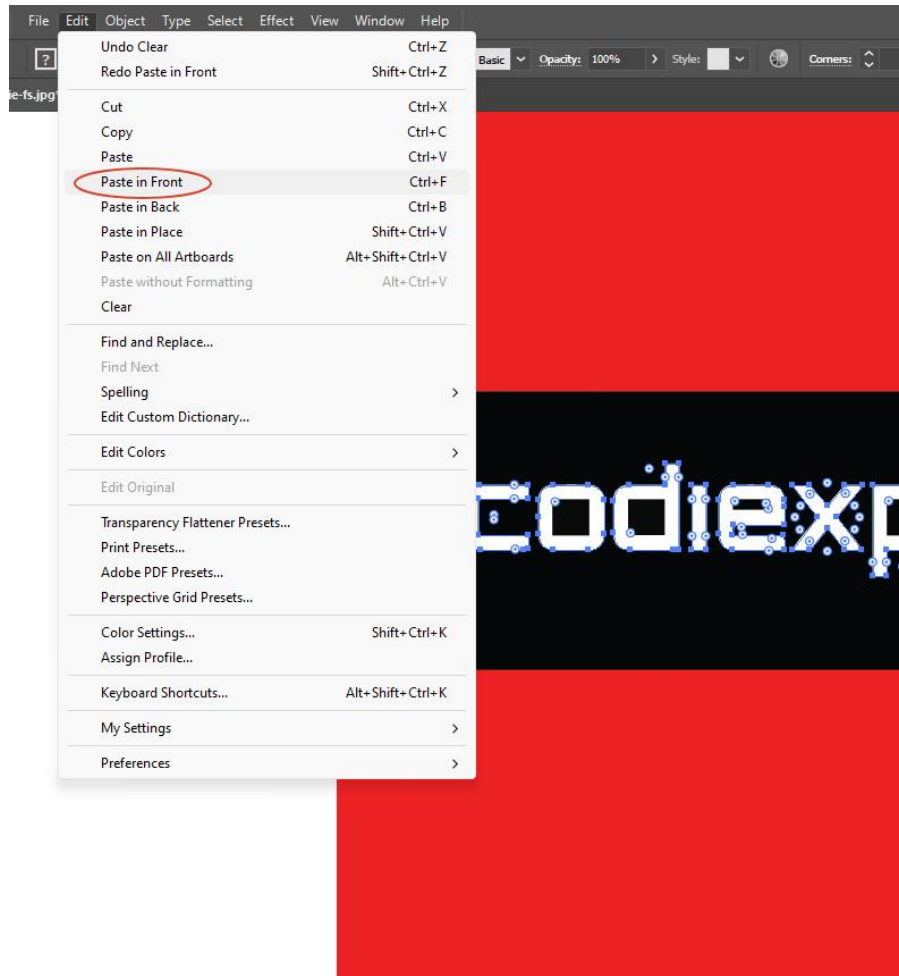 File Edit Object Type Select Effect View Window Help
? Basic Opacity: 100% Style: Corners:
ie-fs.jpg
Undo Clear Ctrl+Z
Redo Paste in Front Shift+Ctrl+Z
Cut Ctrl+X
Copy Ctrl+C
Paste Ctrl+V
Paste in Front Ctrl+F
Paste in Back Ctrl+B
Paste in Place Shift+Ctrl+V
Paste on All Artboards Alt+Shift+Ctrl+V
Paste without Formatting Alt+Ctrl+V
Clear
Find and Replace...
Find Next
Spelling
Edit Custom Dictionary...
Edit Colors
Edit Original
Transparency Flattener Presets...
Print Presets...
Adobe PDF Presets...
Perspective Grid Presets...
Color Settings... Shift+Ctrl+K
Assign Profile...
Keyboard Shortcuts... Alt+Shift+Ctrl+K
My Settings
Preferences
codiexp